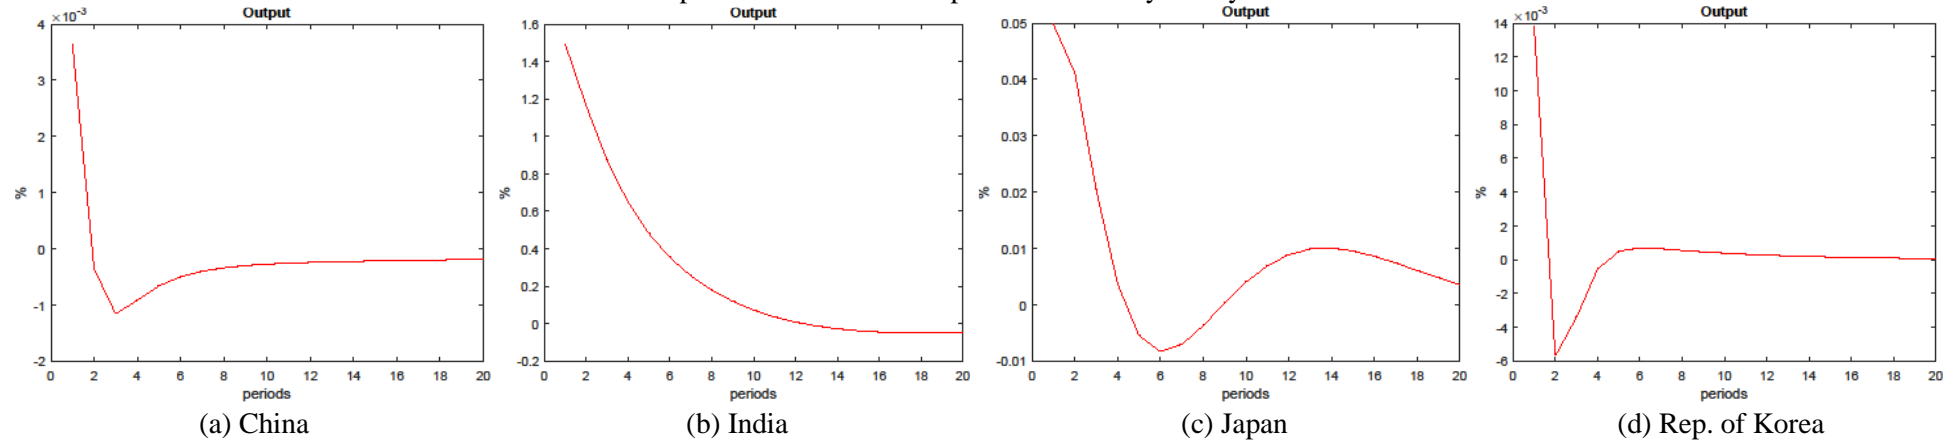 Output
×10⁻³
4
3
2
1
0
-1
-2
%
0 2 4 6 8 10 12 14 16 18 20
periods
(a) China
Output
1.6
1.4
1.2
1
0.8
0.6
0.4
0.2
0
-0.2
%
0 2 4 6 8 10 12 14 16 18 20
periods
(b) India
Output
0.05
0.04
0.03
0.02
0.01
0
-0.01
%
0 2 4 6 8 10 12 14 16 18 20
periods
(c) Japan
Output
×10⁻³
14
12
10
8
6
4
2
0
-2
-4
-6
%
0 2 4 6 8 10 12 14 16 18 20
periods
(d) Rep. of Korea